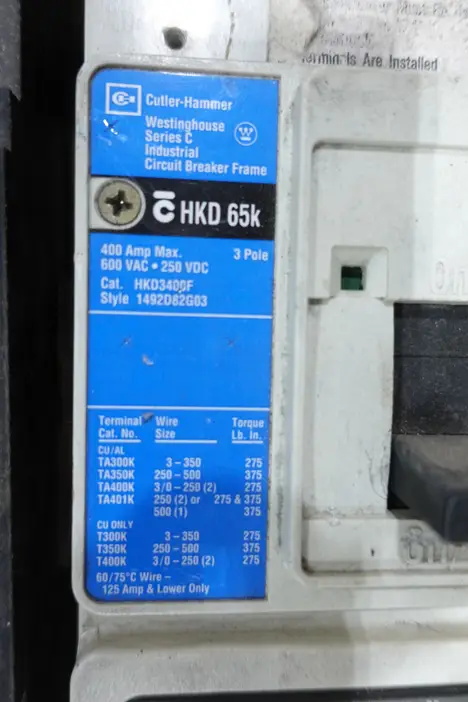 Terminals Are Installed
Cutler-Hammer
Westinghouse
Series C
Industrial
Circuit Breaker Frame
C HKD 65k
400 Amp Max. 3 Pole
600 VAC • 250 VDC
Cat. HKD3400F
Style 1492D82G03
Terminal Wire Torque
Cat. No. Size Lb. In.
CU/AL
TA300K 3–350 275
TA350K 250–500 375
TA400K 3/0–250 (2) 275
TA401K 250 (2) or 275 & 375
500 (1) 375
CU ONLY
T300K 3–350 275
T350K 250–500 375
T400K 3/0–250 (2) 275
60/75°C Wire –
125 Amp & Lower Only